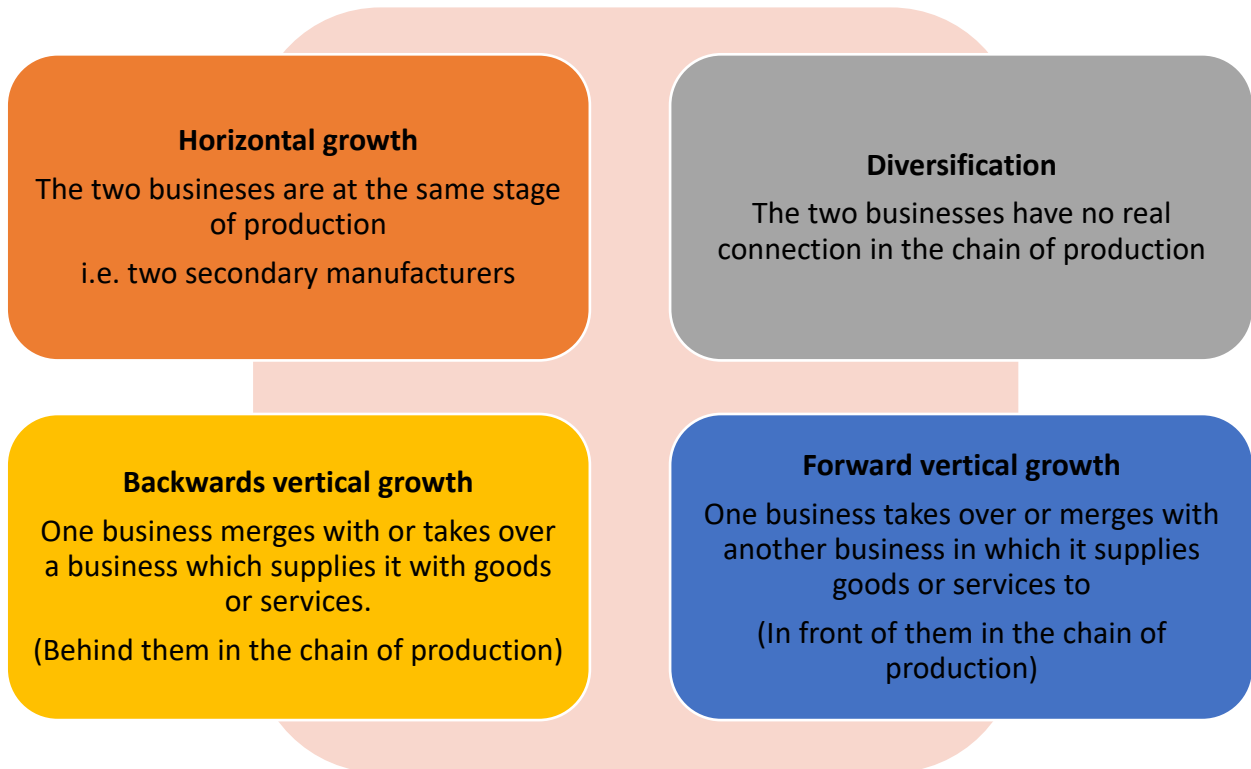 Horizontal growth
The two busineses are at the same stage
of production
i.e. two secondary manufacturers
Diversification
The two businesses have no real
connection in the chain of production
Backwards vertical growth
One business merges with or takes over
a business which supplies it with goods
or services.
(Behind them in the chain of production)
Forward vertical growth
One business takes over or merges with
another business in which it supplies
goods or services to
(In front of them in the chain of
production)